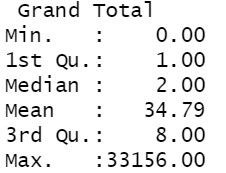 Grand Total
Min.   :    0.00
1st Qu.:    1.00
Median :    2.00
Mean   :   34.79
3rd Qu.:    8.00
Max.   :33156.00